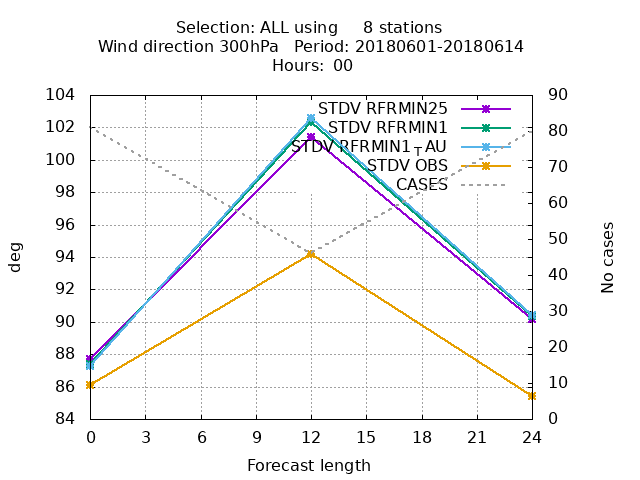 Selection: ALL using 8 stations
Wind direction 300hPa Period: 20180601-20180614
Hours: 00
104
102
100
98
96
94
92
90
88
86
84
90
80
70
60
50
40
30
20
10
0
deg
No cases
STDV RFRMIN25
STDV RFRMIN1
STDV RFRMIN1┬AU
STDV OBS
CASES
0 3 6 9 12 15 18 21 24
Forecast length